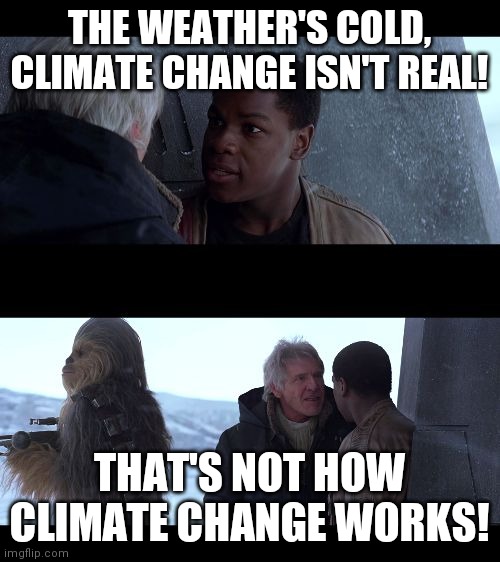 THE WEATHER'S COLD,
CLIMATE CHANGE ISN'T REAL!
THAT'S NOT HOW
CLIMATE CHANGE WORKS!
imgflip.com